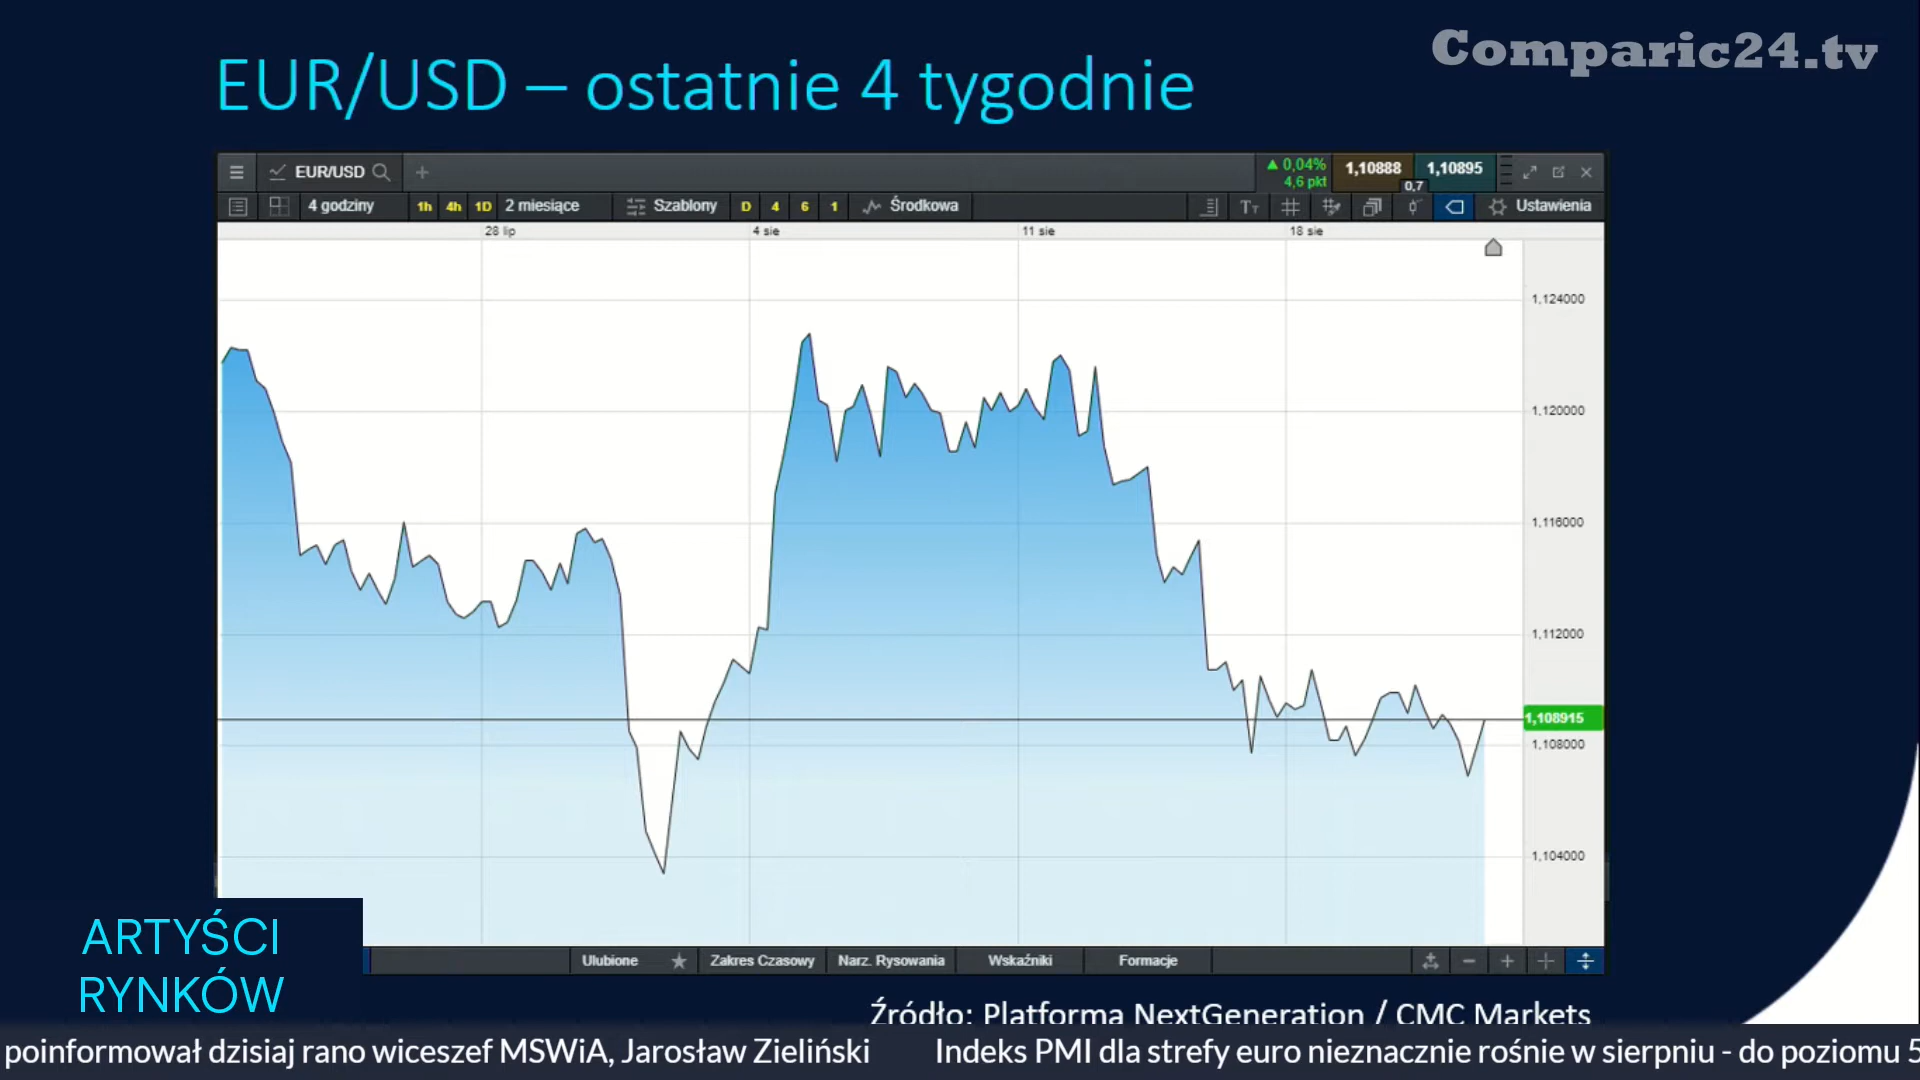 Comparic24.tv
EUR/USD – ostatnie 4 tygodnie
EUR/USD
0,04%
4,6 pkt
1,10888
1,10895
0,7
4 godziny
1h
4h
1D
2 miesiące
Szablony
D
4
6
1
Środkowa
Ustawienia
28 lip
4 sie
11 sie
18 sie
1,124000
1,120000
1,116000
1,112000
1,108915
1,108000
1,104000
Ulubione
Zakres Czasowy
Narz. Rysowania
Wskaźniki
Formacje
ARTYŚCI
RYNKÓW
Źródło: Platforma NextGeneration / CMC Markets
poinformował dzisiaj rano wiceszef MSWiA, Jarosław Zieliński Indeks PMI dla strefy euro nieznacznie rośnie w sierpniu - do poziomu 5